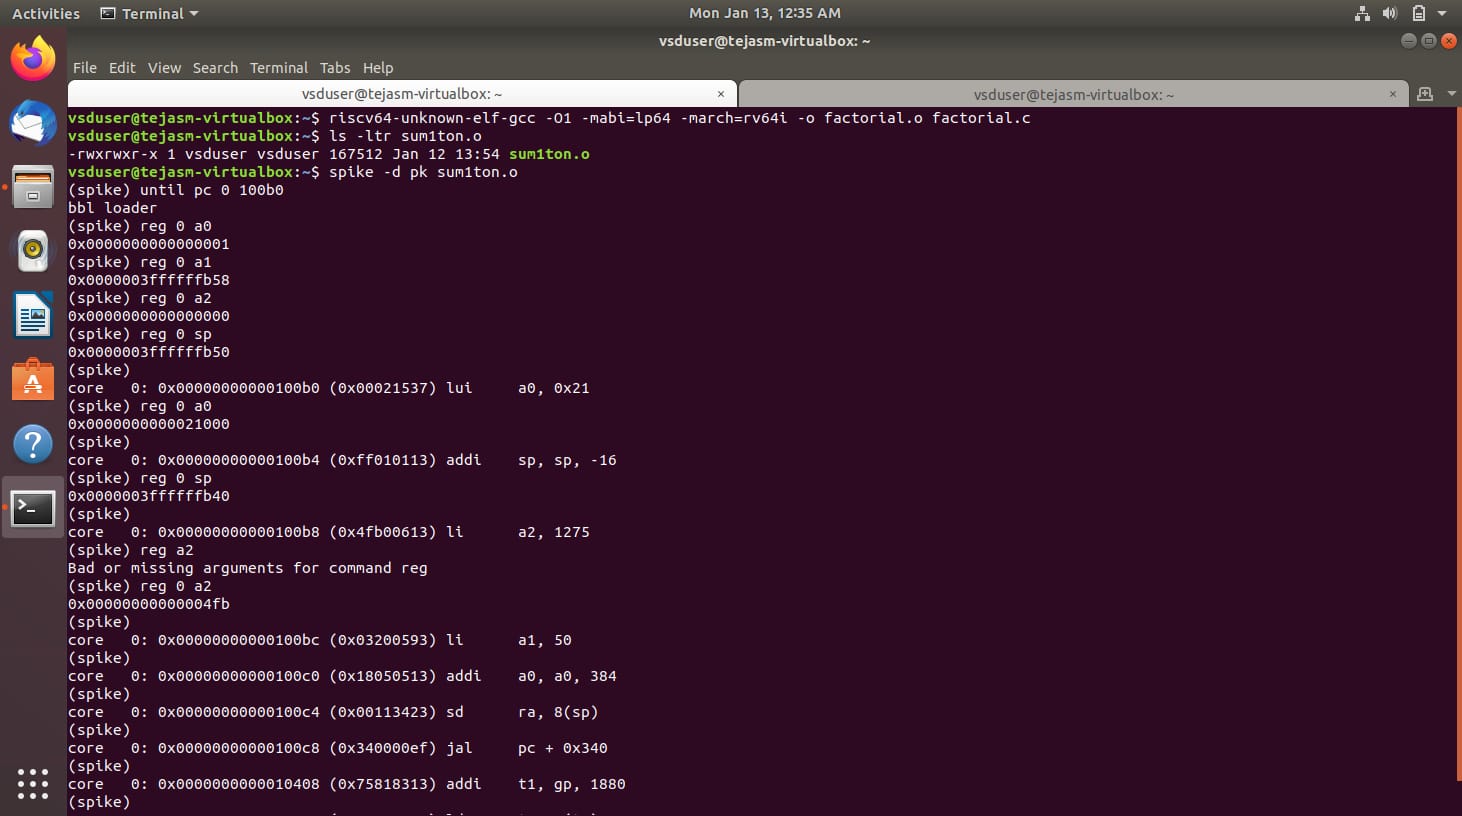 Activities Terminal Mon Jan 13, 12:35 AM
vsduser@tejasm-virtualbox: ~
File Edit View Search Terminal Tabs Help
vsduser@tejasm-virtualbox: ~ × vsduser@tejasm-virtualbox: ~ ×
vsduser@tejasm-virtualbox:~$ riscv64-unknown-elf-gcc -O1 -mabi=lp64 -march=rv64i -o factorial.o factorial.c
vsduser@tejasm-virtualbox:~$ ls -ltr sum1ton.o
-rwxrwxr-x 1 vsduser vsduser 167512 Jan 12 13:54 sum1ton.o
vsduser@tejasm-virtualbox:~$ spike -d pk sum1ton.o
(spike) until pc 0 100b0
bbl loader
(spike) reg 0 a0
0x0000000000000001
(spike) reg 0 a1
0x0000003ffffffb58
(spike) reg 0 a2
0x0000000000000000
(spike) reg 0 sp
0x0000003ffffffb50
(spike)
core   0: 0x00000000000100b0 (0x00021537) lui     a0, 0x21
(spike) reg 0 a0
0x0000000000021000
(spike)
core   0: 0x00000000000100b4 (0xff010113) addi    sp, sp, -16
(spike) reg 0 sp
0x0000003ffffffb40
(spike)
core   0: 0x00000000000100b8 (0x4fb00613) li      a2, 1275
(spike) reg a2
Bad or missing arguments for command reg
(spike) reg 0 a2
0x00000000000004fb
(spike)
core   0: 0x00000000000100bc (0x03200593) li      a1, 50
(spike)
core   0: 0x00000000000100c0 (0x18050513) addi    a0, a0, 384
(spike)
core   0: 0x00000000000100c4 (0x00113423) sd      ra, 8(sp)
(spike)
core   0: 0x00000000000100c8 (0x340000ef) jal     pc + 0x340
(spike)
core   0: 0x0000000000010408 (0x75818313) addi    t1, gp, 1880
(spike)